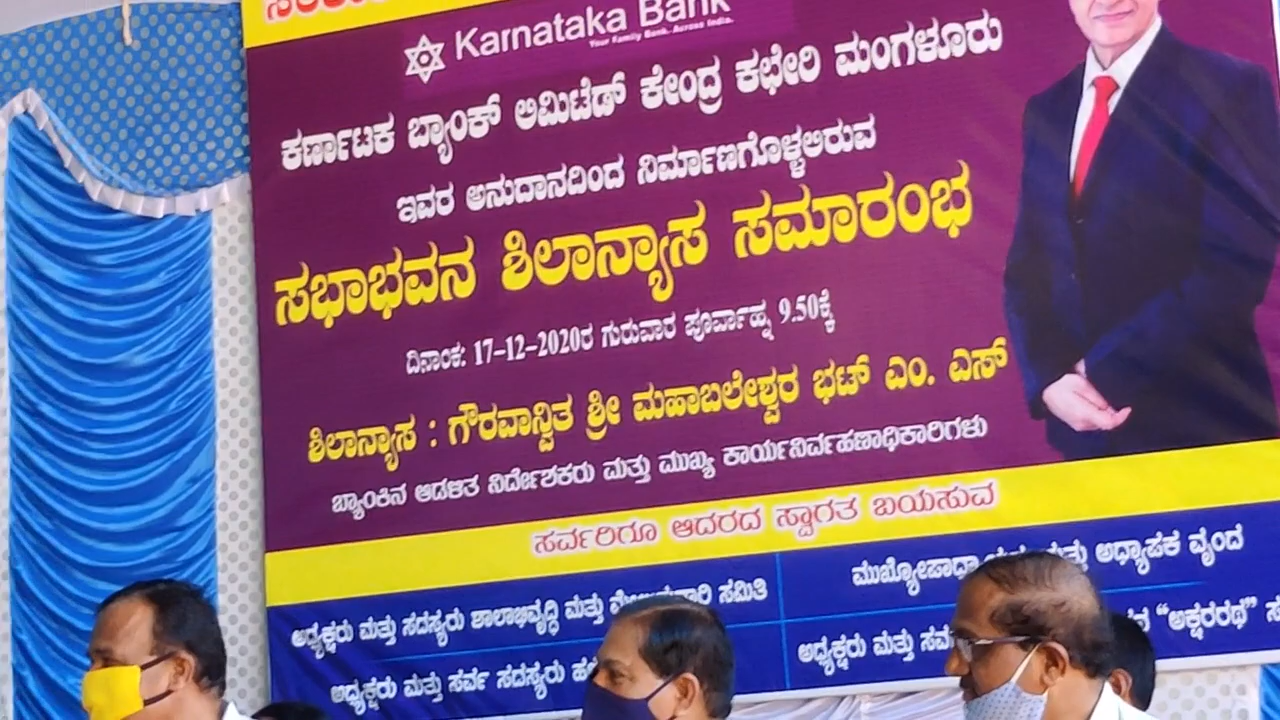 Karnataka Bank
Your Family Bank. Across India.
ಕರ್ಣಾಟಕ ಬ್ಯಾಂಕ್ ಲಿಮಿಟೆಡ್ ಕೇಂದ್ರ ಕಛೇರಿ ಮಂಗಳೂರು
ಇವರ ಅನುದಾನದಿಂದ ನಿರ್ಮಾಣಗೊಳ್ಳಲಿರುವ
ಸಭಾಭವನ ಶಿಲಾನ್ಯಾಸ ಸಮಾರಂಭ
ದಿನಾಂಕ: 17-12-2020ರ ಗುರುವಾರ ಪೂರ್ವಾಹ್ನ 9.50ಕ್ಕೆ
ಶಿಲಾನ್ಯಾಸ : ಗೌರವಾನ್ವಿತ ಶ್ರೀ ಮಹಾಬಲೇಶ್ವರ ಭಟ್ ಎಂ. ಎಸ್
ಬ್ಯಾಂಕಿನ ಆಡಳಿತ ನಿರ್ದೇಶಕರು ಮತ್ತು ಮುಖ್ಯ ಕಾರ್ಯನಿರ್ವಹಣಾಧಿಕಾರಿಗಳು
ಸರ್ವರಿಗೂ ಆದರದ ಸ್ವಾಗತ ಬಯಸುವ
ಅಧ್ಯಕ್ಷರು ಮತ್ತು ಸದಸ್ಯರು ಶಾಲಾಭಿವೃದ್ಧಿ ಮತ್ತು ಸಮಿತಿ
ಅಧ್ಯಾಪಕ ವೃಂದ
ಅಧ್ಯಕ್ಷರು ಮತ್ತು ಸರ್ವ ಸದಸ್ಯರು
ಅಧ್ಯಕ್ಷರು ಮತ್ತು "ಅಕ್ಷರರಥ"